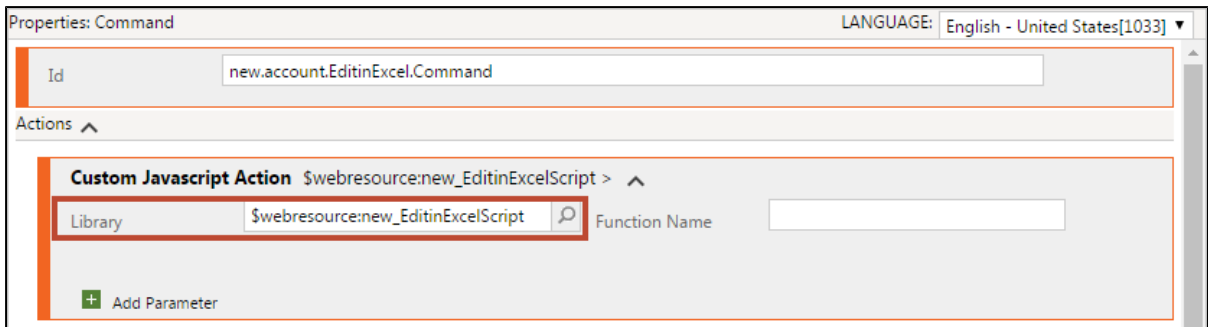 Properties: Command LANGUAGE: English - United States[1033]
Id new.account.EditinExcel.Command
Actions
Custom Javascript Action $webresource:new_EditinExcelScript >
Library $webresource:new_EditinExcelScript Function Name
Add Parameter